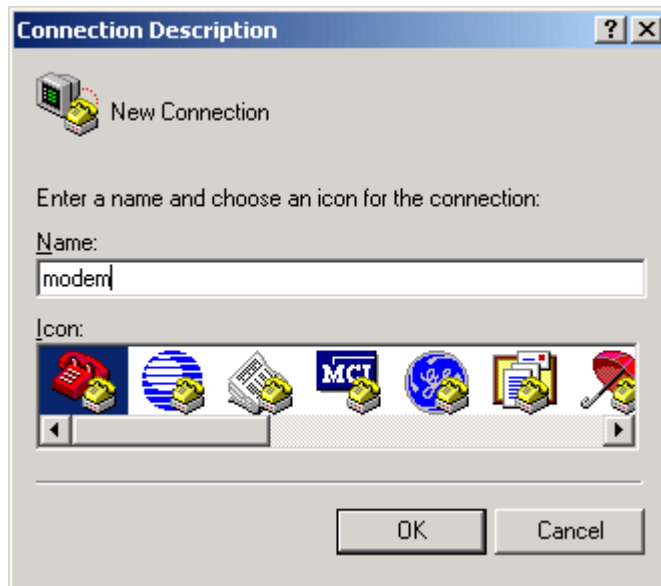 Connection Description
New Connection
Enter a name and choose an icon for the connection:
Name:
modem
Icon:
MCI
OK Cancel